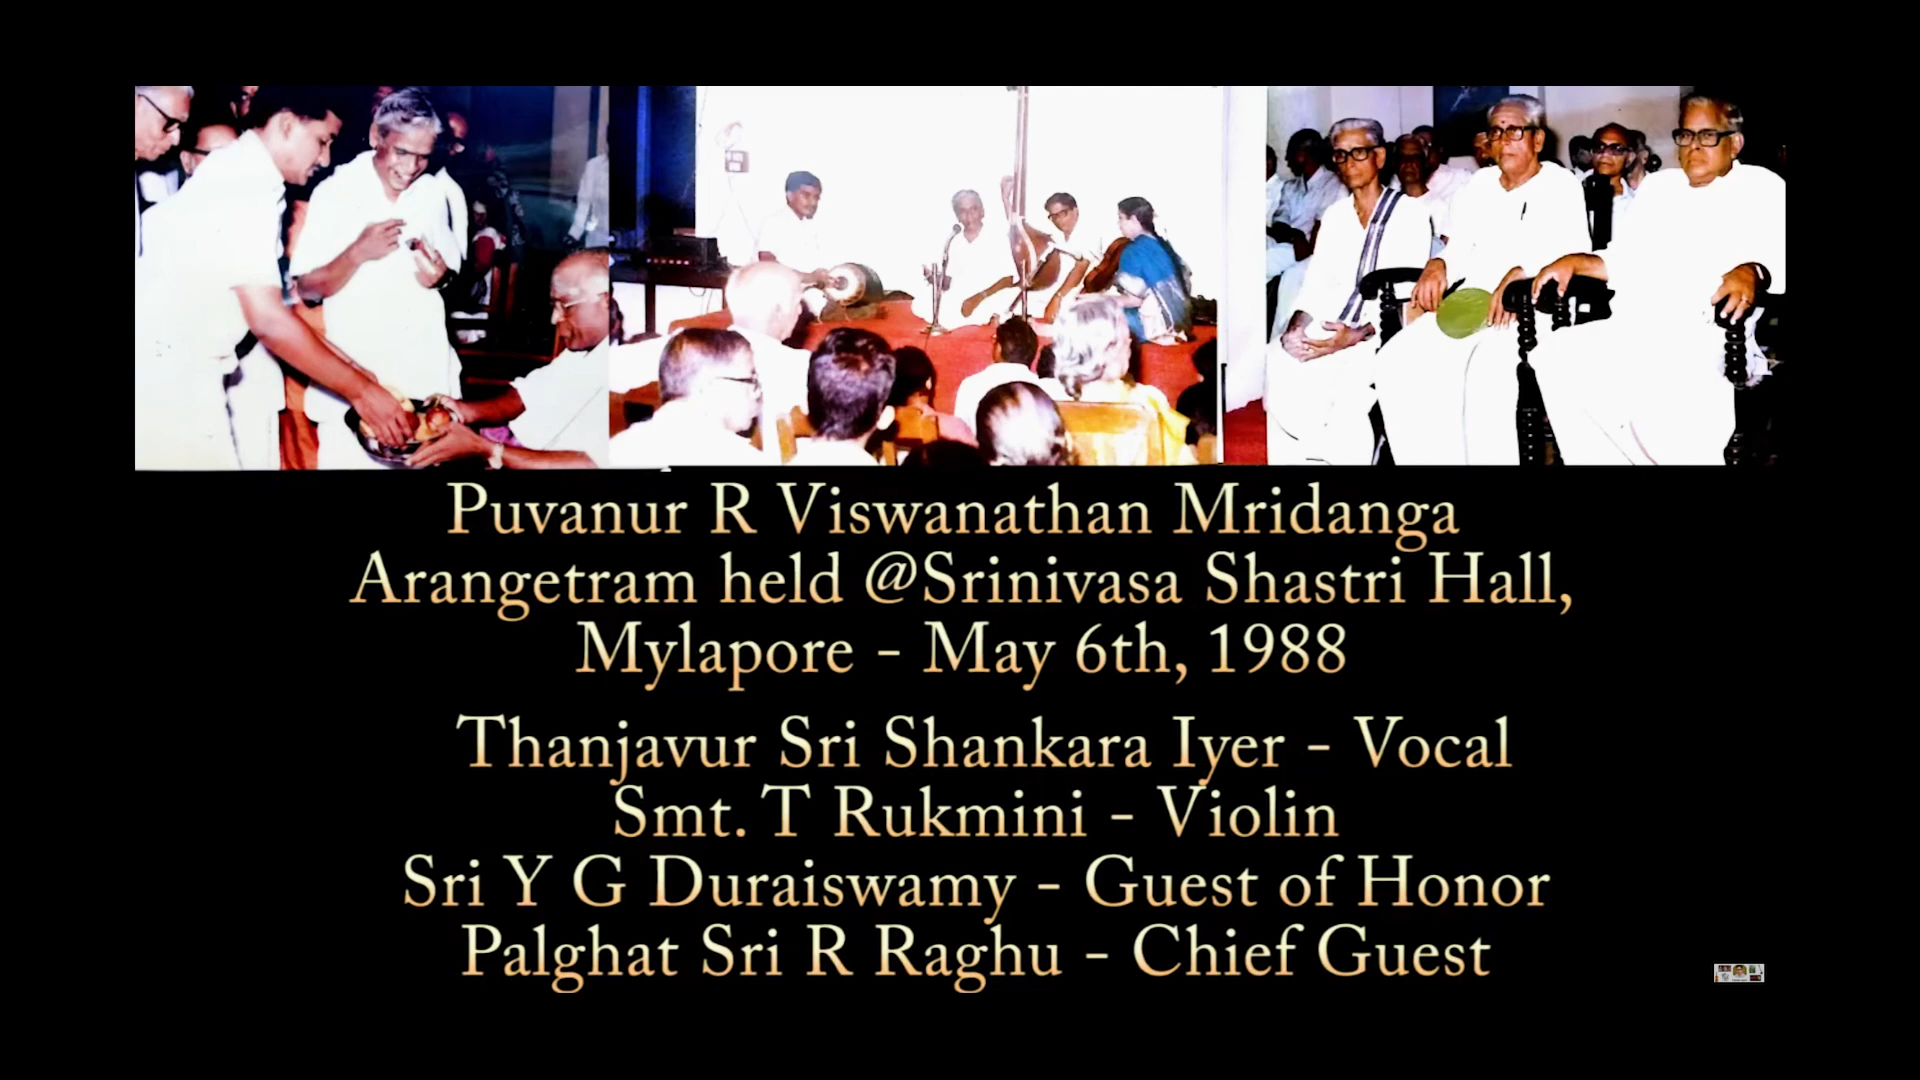 Puvanur R Viswanathan Mridanga
Arangetram held @Srinivasa Shastri Hall,
Mylapore - May 6th, 1988
Thanjavur Sri Shankara Iyer - Vocal
Smt. T Rukmini - Violin
Sri Y G Duraiswamy - Guest of Honor
Palghat Sri R Raghu - Chief Guest